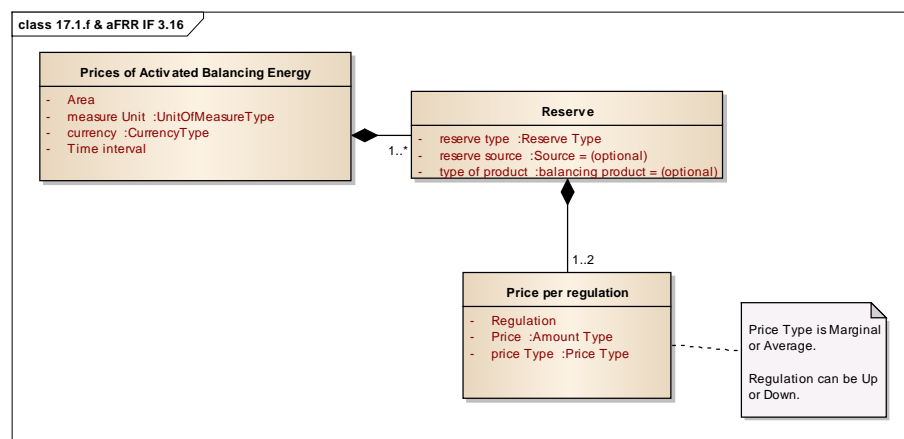 class 17.1.f & aFRR IF 3.16
Prices of Activated Balancing Energy
- Area
- measure Unit :UnitOfMeasureType
- currency :CurrencyType
- Time interval
Reserve
- reserve type :Reserve Type
- reserve source :Source = (optional)
- type of product :balancing product = (optional)
1..*
1..2
Price per regulation
- Regulation
- Price :Amount Type
- price Type :Price Type
Price Type is Marginal
or Average.
Regulation can be Up
or Down.